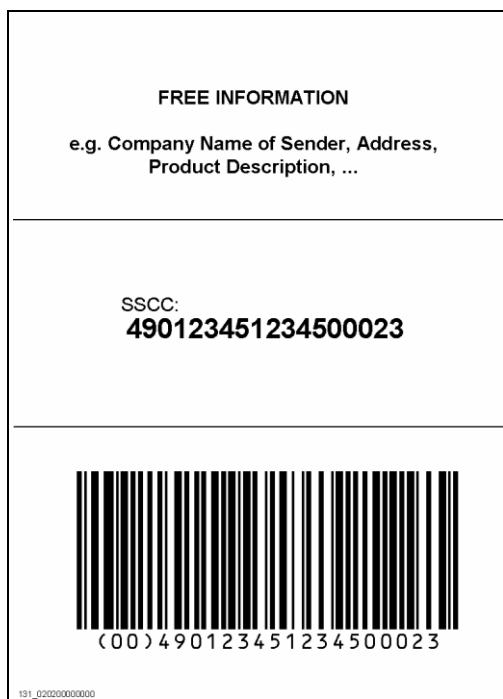 FREE INFORMATION
e.g. Company Name of Sender, Address,
Product Description, ...
SSCC:
490123451234500023
(00)490123451234500023
131_020200000000